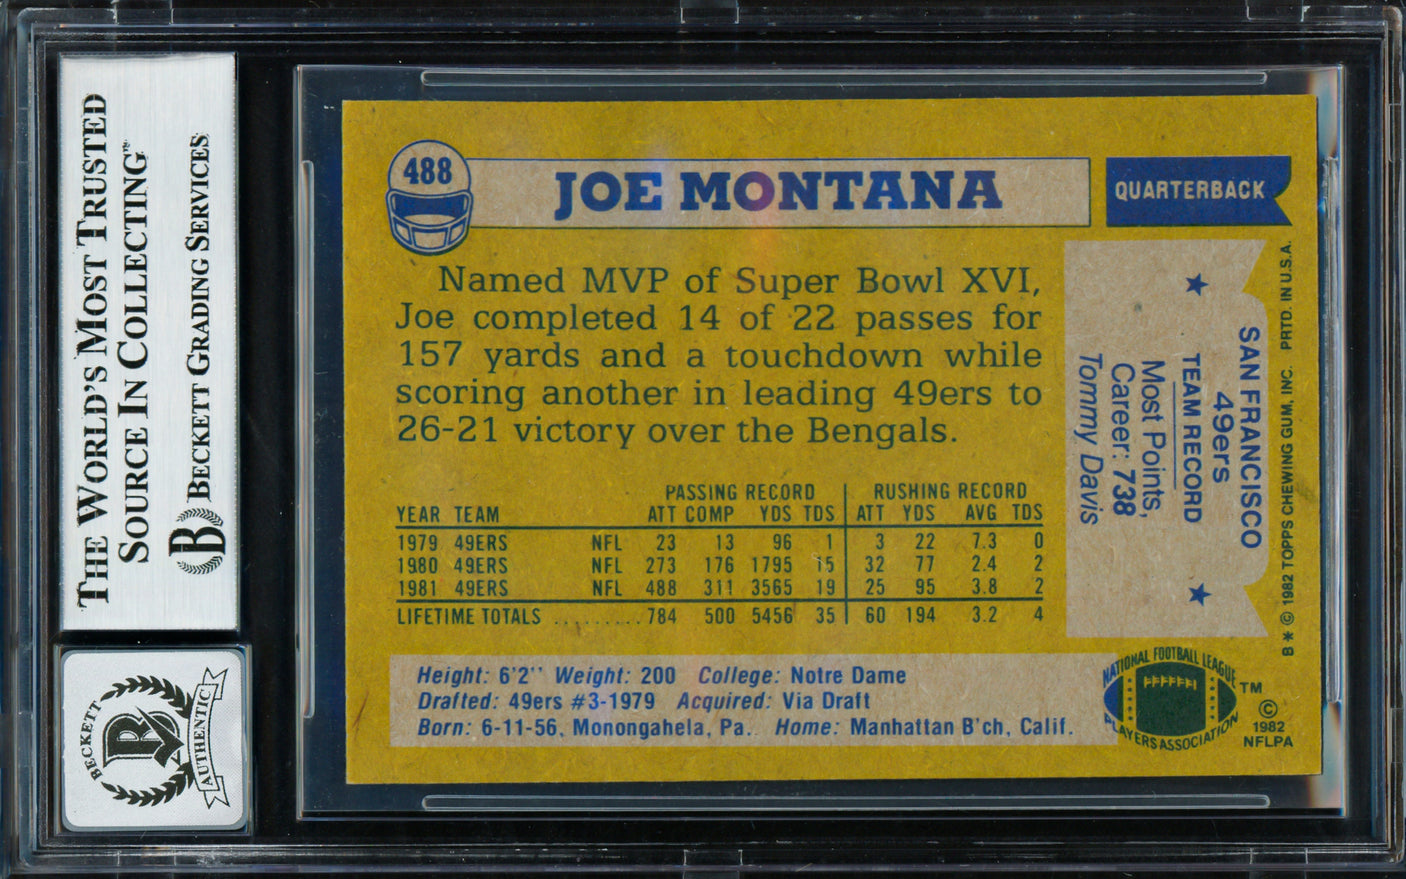 THE WORLD'S MOST TRUSTED
SOURCE IN COLLECTING™
BECKETT GRADING SERVICES
B
BECKETT
AUTHENTIC
488
JOE MONTANA
QUARTERBACK
Named MVP of Super Bowl XVI,
Joe completed 14 of 22 passes for
157 yards and a touchdown while
scoring another in leading 49ers to
26-21 victory over the Bengals.
PASSING RECORD RUSHING RECORD
YEAR TEAM ATT COMP YDS TDS ATT YDS AVG TDS
1979 49ERS NFL 23 13 96 1 3 22 7.3 0
1980 49ERS NFL 273 176 1795 15 32 77 2.4 2
1981 49ERS NFL 488 311 3565 19 25 95 3.8 2
LIFETIME TOTALS ......... 784 500 5456 35 60 194 3.2 4
Height: 6'2'' Weight: 200 College: Notre Dame
Drafted: 49ers #3-1979 Acquired: Via Draft
Born: 6-11-56, Monongahela, Pa. Home: Manhattan B'ch, Calif.
SAN FRANCISCO
49ers
TEAM RECORD
Most Points,
Career: 738
Tommy Davis
B * © 1982 TOPPS CHEWING GUM, INC. PRTD. IN U.S.A.
NATIONAL FOOTBALL LEAGUE
PLAYERS ASSOCIATION
TM
©
1982
NFLPA